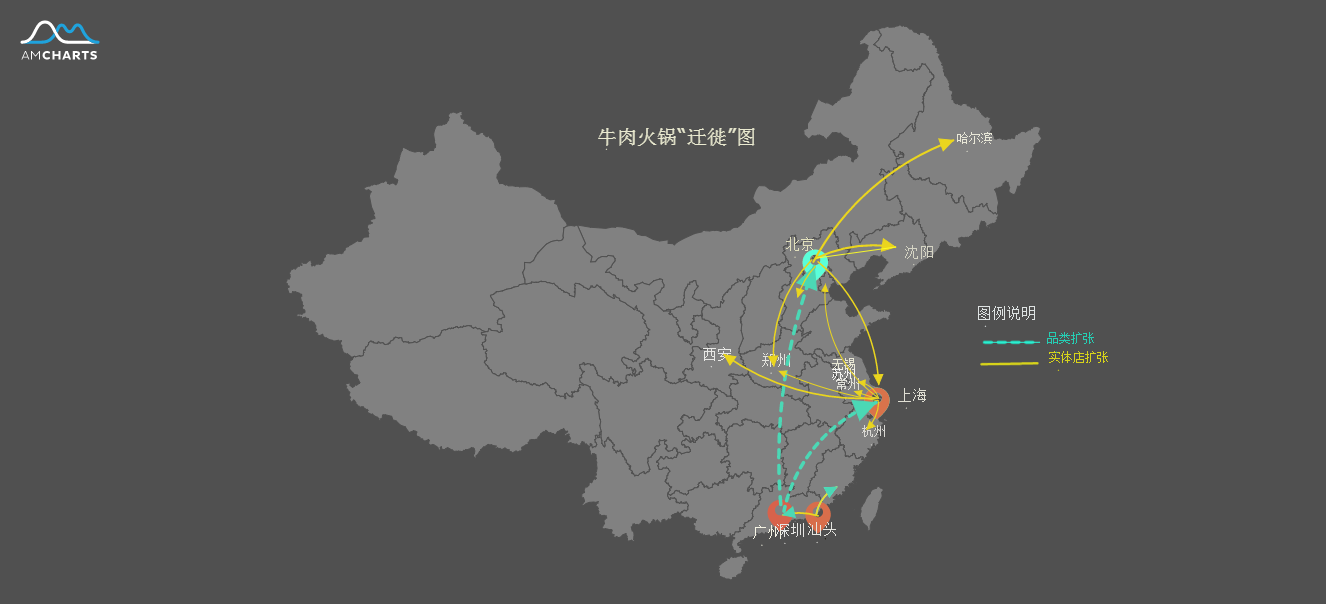 AMCHARTS
牛肉火锅“迁徙”图
哈尔滨
北京
沈阳
图例说明
品类扩张
实体店扩张
西安
郑州
无锡
苏州
常州
上海
杭州
广州
深圳
汕头